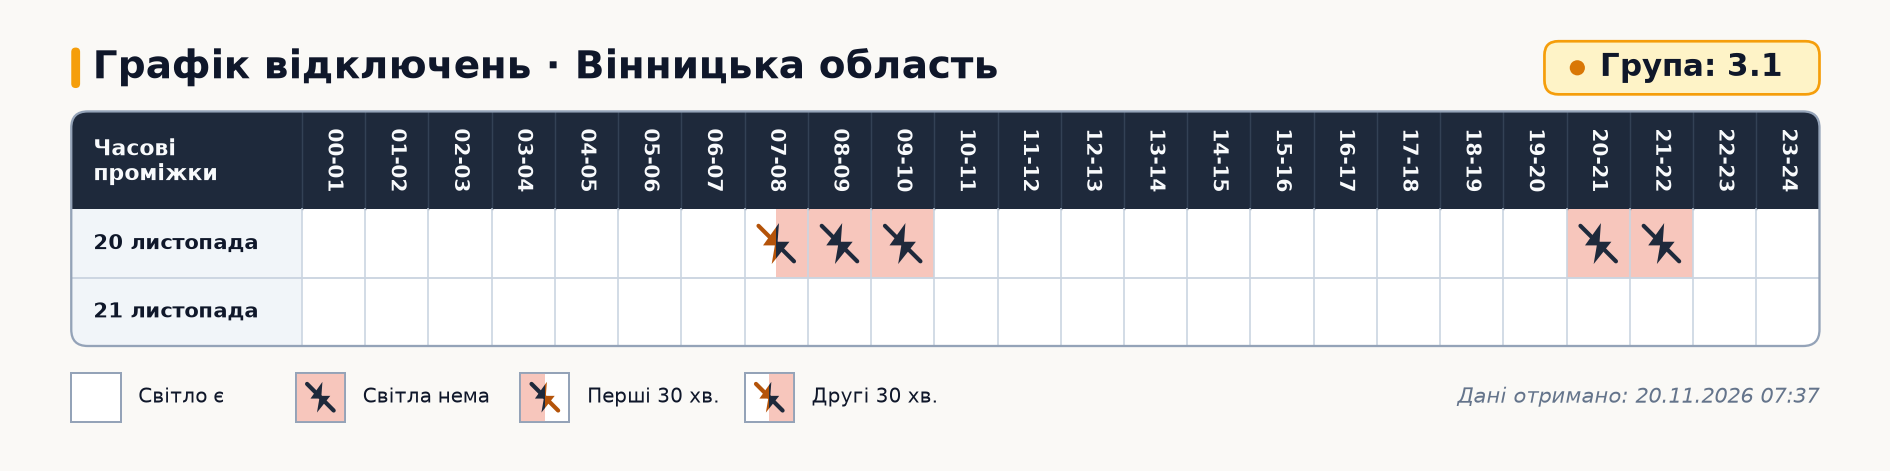 Графік відключень · Вінницька область
Група: 3.1
Часові
проміжки
00-01 01-02 02-03 03-04 04-05 05-06 06-07 07-08 08-09 09-10 10-11 11-12 12-13 13-14 14-15 15-16 16-17 17-18 18-19 19-20 20-21 21-22 22-23 23-24
20 листопада
21 листопада
Світло є Світла нема Перші 30 хв. Другі 30 хв.
Дані отримано: 20.11.2026 07:37